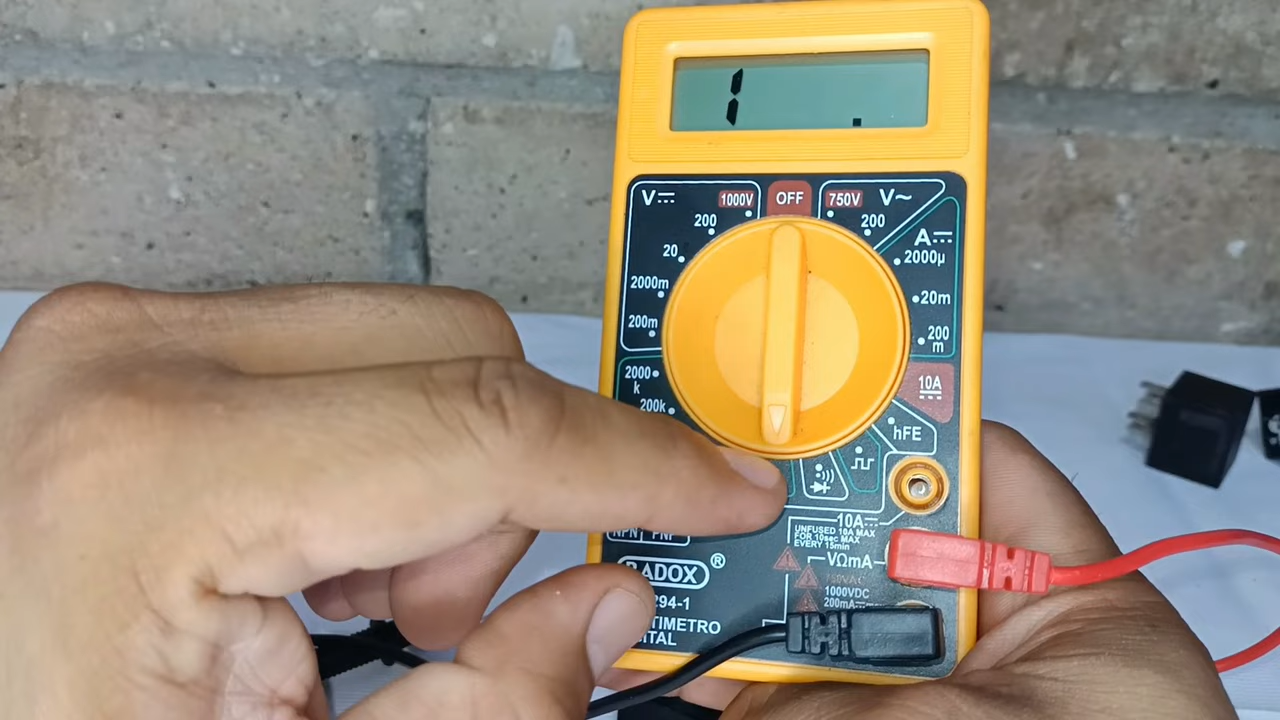 1 .
V⎓ 1000V OFF 750V V~
200 200
A⎓
20 2000µ
2000m 20m
200m 200
m
2000
k 10A
200k
hFE
10A⎓
UNFUSED 10A MAX
FOR 10sec MAX
EVERY 15min
NPN PNP
VΩmA
ADOX®
750VAC
1000VDC
294-1 200mA⎓
TIMETRO
ITAL